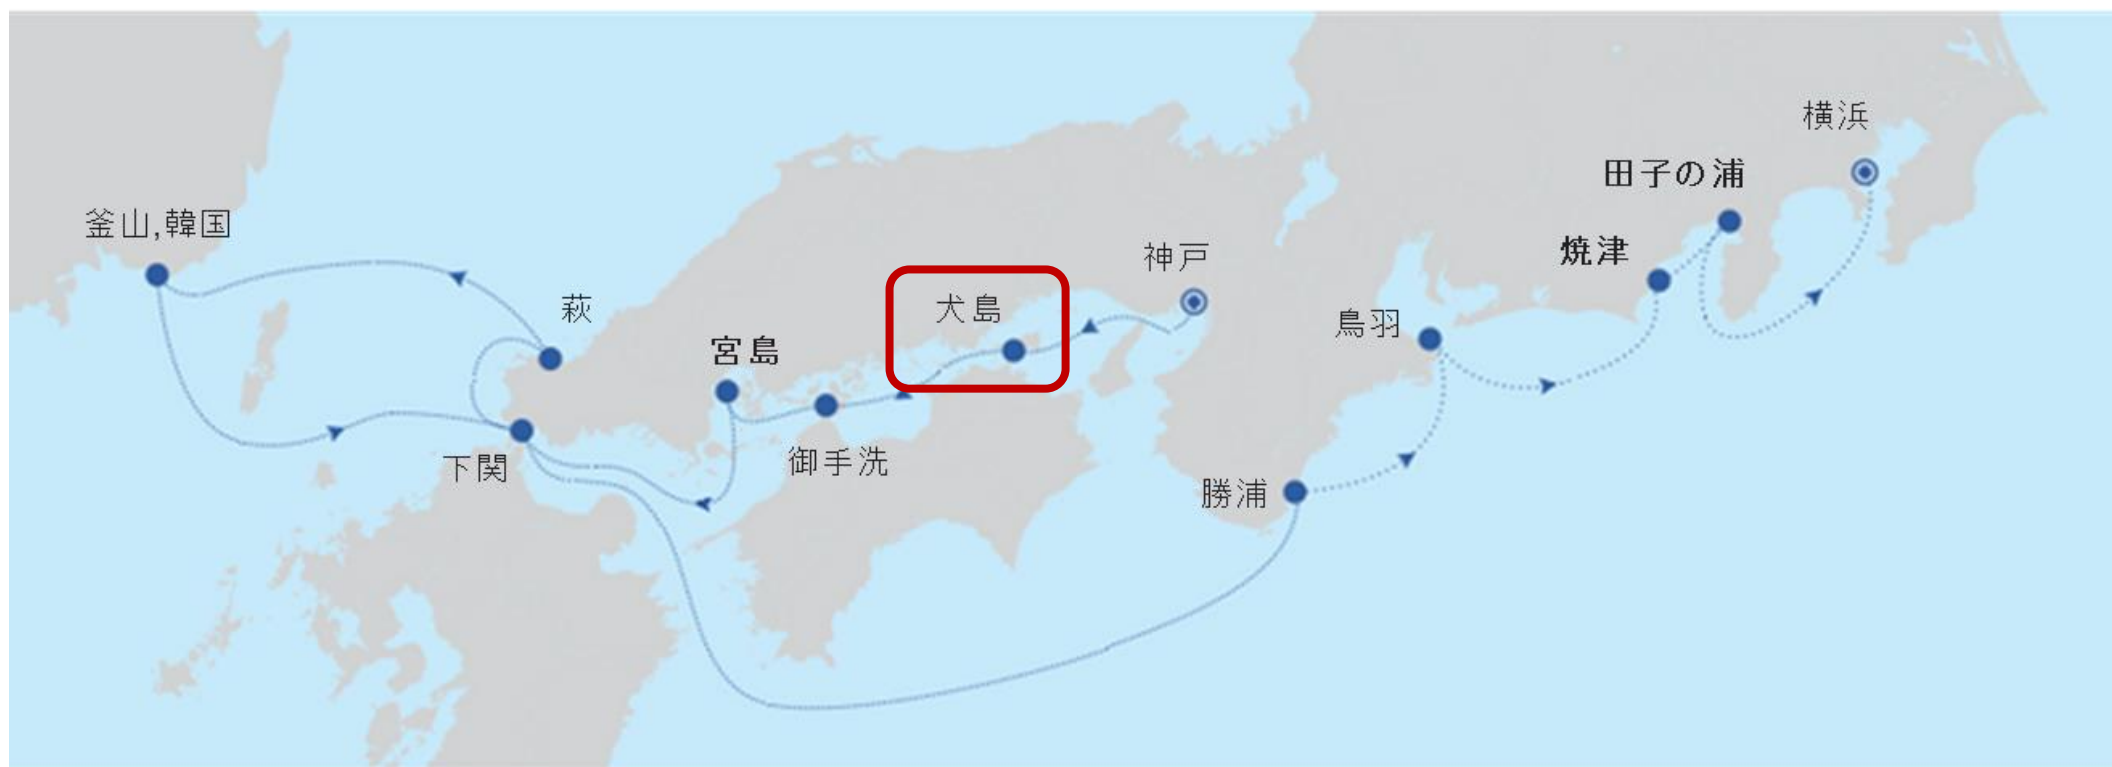 横浜
田子の浦
焼津
釜山,韓国
神戸
萩
犬島
鳥羽
宮島
御手洗
下関
勝浦